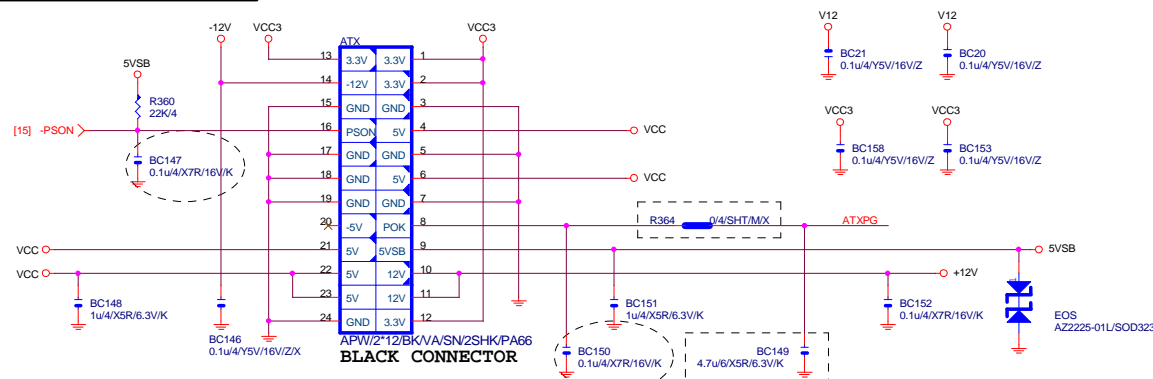 -12V VCC3 VCC3 V12 V12
ATX
5VSB
13 3.3V 3.3V 1
BC21 0.1u/4/Y5V/16V/Z
BC20 0.1u/4/Y5V/16V/Z
14 -12V 3.3V 2
R360 22K/4
15 GND GND 3
VCC3 VCC3
[15] -PSON 16 PSON 5V 4 VCC
BC147 0.1u/4/X7R/16V/K
17 GND GND 5
BC158 0.1u/4/Y5V/16V/Z
BC153 0.1u/4/Y5V/16V/Z
18 GND 5V 6 VCC
19 GND GND 7
20 -5V POK 8 R364 0/4/SHT/M/X ATXPG
VCC 21 5V 5VSB 9 5VSB
VCC 22 5V 12V 10 +12V
23 5V 12V 11
BC148 1u/4/X5R/6.3V/K
BC151 1u/4/X5R/6.3V/K
BC152 0.1u/4/X7R/16V/K
EOS
AZ2225-01L/SOD323
24 GND 3.3V 12
BC146 0.1u/4/Y5V/16V/Z/X
APW/2*12/BK/VA/SN/2SHK/PA66
BLACK CONNECTOR
BC150 0.1u/4/X7R/16V/K
BC149 4.7u/6/X5R/6.3V/K